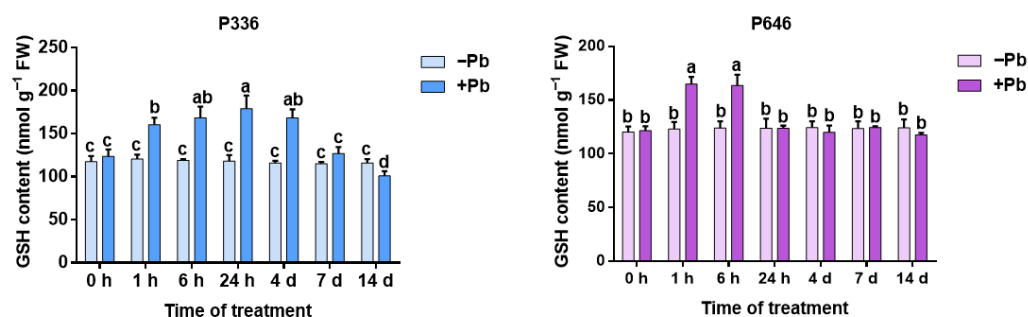 P336
GSH content (nmol g⁻¹ FW)
250
200
150
100
50
0
c c c b c ab c a c ab c c c d
0 h 1 h 6 h 24 h 4 d 7 d 14 d
Time of treatment
−Pb
+Pb
P646
GSH content (nmol g⁻¹ FW)
200
150
100
50
0
b b b a b a b b b b b b b b
0 h 1 h 6 h 24 h 4 d 7 d 14 d
Time of treatment
−Pb
+Pb